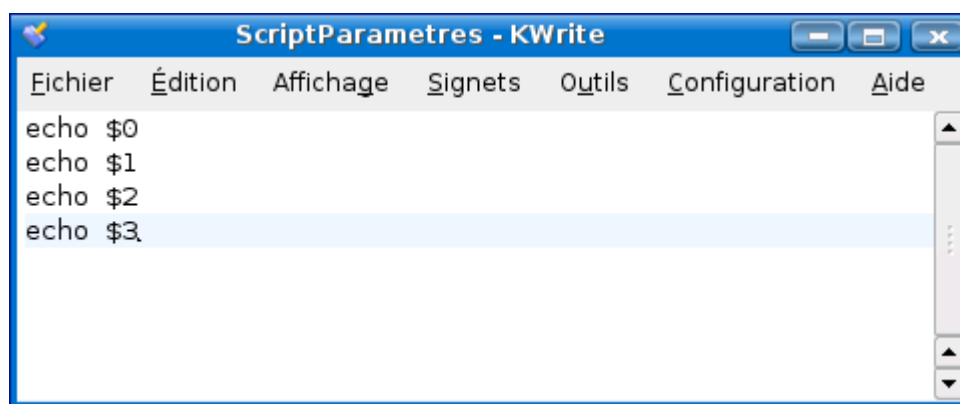 ScriptParametres - KWrite
Fichier Édition Affichage Signets Outils Configuration Aide
echo $0
echo $1
echo $2
echo $3